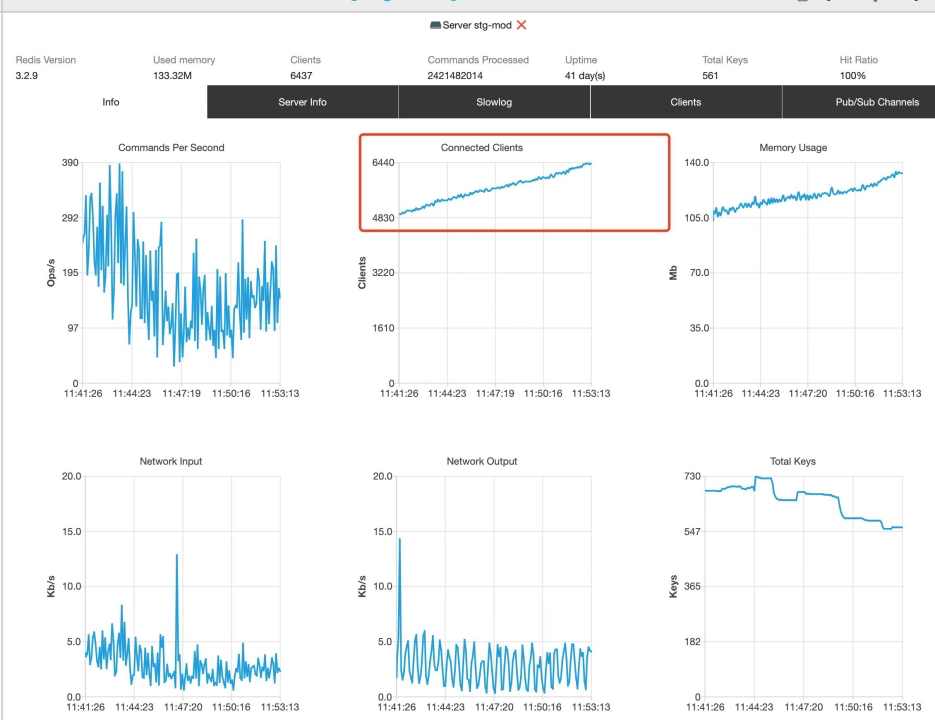 Server stg-mod
Redis Version Used memory Clients Commands Processed Uptime Total Keys Hit Ratio
3.2.9 133.32M 6437 2421482014 41 day(s) 561 100%
Info Server Info Slowlog Clients Pub/Sub Channels
Commands Per Second
390
292
195
97
0
Ops/s
11:41:26 11:44:23 11:47:19 11:50:16 11:53:13
Connected Clients
6440
4830
3220
1610
0
Clients
11:41:26 11:44:23 11:47:19 11:50:16 11:53:13
Memory Usage
140.0
105.0
70.0
35.0
0.0
Mb
11:41:26 11:44:23 11:47:20 11:50:16 11:53:13
Network Input
20.0
15.0
10.0
5.0
0.0
Kb/s
11:41:26 11:44:23 11:47:20 11:50:16 11:53:13
Network Output
20.0
15.0
10.0
5.0
0.0
Kb/s
11:41:26 11:44:23 11:47:20 11:50:16 11:53:13
Total Keys
730
547
365
182
0
Keys
11:41:26 11:44:23 11:47:20 11:50:16 11:53:13